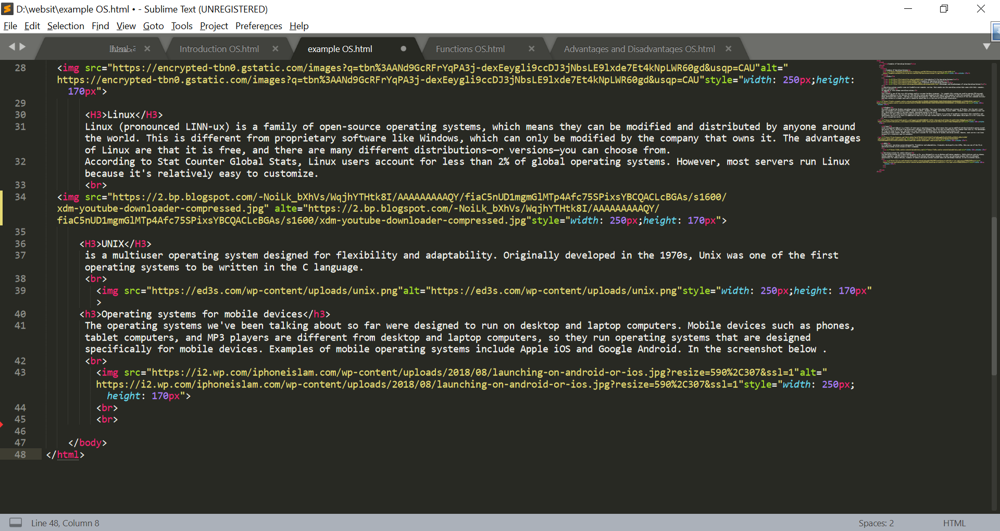 D:\websit\example OS.html • - Sublime Text (UNREGISTERED)
File Edit Selection Find View Goto Tools Project Preferences Help
Introduction OS.html × example OS.html Functions OS.html × Advantages and Disadvantages OS.html ×
28 <img src="https://encrypted-tbn0.gstatic.com/images?q=tbn%3AANd9GcRFrYqPA3j-dexEeygli9ccDJ3jNbsLE9lxde7Et4kNpLWR60gd&usqp=CAU"alt="
https://encrypted-tbn0.gstatic.com/images?q=tbn%3AANd9GcRFrYqPA3j-dexEeygli9ccDJ3jNbsLE9lxde7Et4kNpLWR60gd&usqp=CAU"style="width: 250px;height:
170px">
29
30 <H3>Linux</H3>
31 Linux (pronounced LINN-ux) is a family of open-source operating systems, which means they can be modified and distributed by anyone around
the world. This is different from proprietary software like Windows, which can only be modified by the company that owns it. The advantages
of Linux are that it is free, and there are many different distributions—or versions—you can choose from.
32 According to Stat Counter Global Stats, Linux users account for less than 2% of global operating systems. However, most servers run Linux
because it's relatively easy to customize.
33 <br>
34 <img src="https://2.bp.blogspot.com/-NoiLk_bXhVs/WqjhYTHtk8I/AAAAAAAAAQY/fiaC5nUD1mgmGlMTp4Afc75SPixsYBCQACLcBGAs/s1600/
xdm-youtube-downloader-compressed.jpg" alte="https://2.bp.blogspot.com/-NoiLk_bXhVs/WqjhYTHtk8I/AAAAAAAAAQY/
fiaC5nUD1mgmGlMTp4Afc75SPixsYBCQACLcBGAs/s1600/xdm-youtube-downloader-compressed.jpg"style="width: 250px;height: 170px">
35
36 <H3>UNIX</H3>
37 is a multiuser operating system designed for flexibility and adaptability. Originally developed in the 1970s, Unix was one of the first
operating systems to be written in the C language.
38 <br>
39 <img src="https://ed3s.com/wp-content/uploads/unix.png"alt="https://ed3s.com/wp-content/uploads/unix.png"style="width: 250px;height: 170px"
>
40 <h3>Operating systems for mobile devices</h3>
41 The operating systems we've been talking about so far were designed to run on desktop and laptop computers. Mobile devices such as phones,
tablet computers, and MP3 players are different from desktop and laptop computers, so they run operating systems that are designed
specifically for mobile devices. Examples of mobile operating systems include Apple iOS and Google Android. In the screenshot below .
42 <br>
43 <img src="https://i2.wp.com/iphoneislam.com/wp-content/uploads/2018/08/launching-on-android-or-ios.jpg?resize=590%2C307&ssl=1"alt="
https://i2.wp.com/iphoneislam.com/wp-content/uploads/2018/08/launching-on-android-or-ios.jpg?resize=590%2C307&ssl=1"style="width: 250px;
height: 170px">
44 <br>
45 <br>
46
47 </body>
48 </html>
Line 48, Column 8 Spaces: 2 HTML